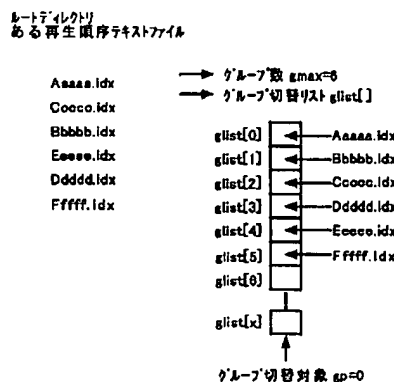 ルートディレクトリ
ある再生順序テキストファイル
Aaaaa.idx
Ccccc.idx
Bbbbb.idx
Eeeee.idx
Ddddd.idx
Fffff.idx
グループ数 gmax=6
グループ切替リスト glist[ ]
glist[0] Aaaaa.idx
glist[1] Bbbbb.idx
glist[2] Ccccc.idx
glist[3] Ddddd.idx
glist[4] Eeeee.idx
glist[5] Fffff.idx
glist[6]
glist[x]
グループ切替対象 gp=0